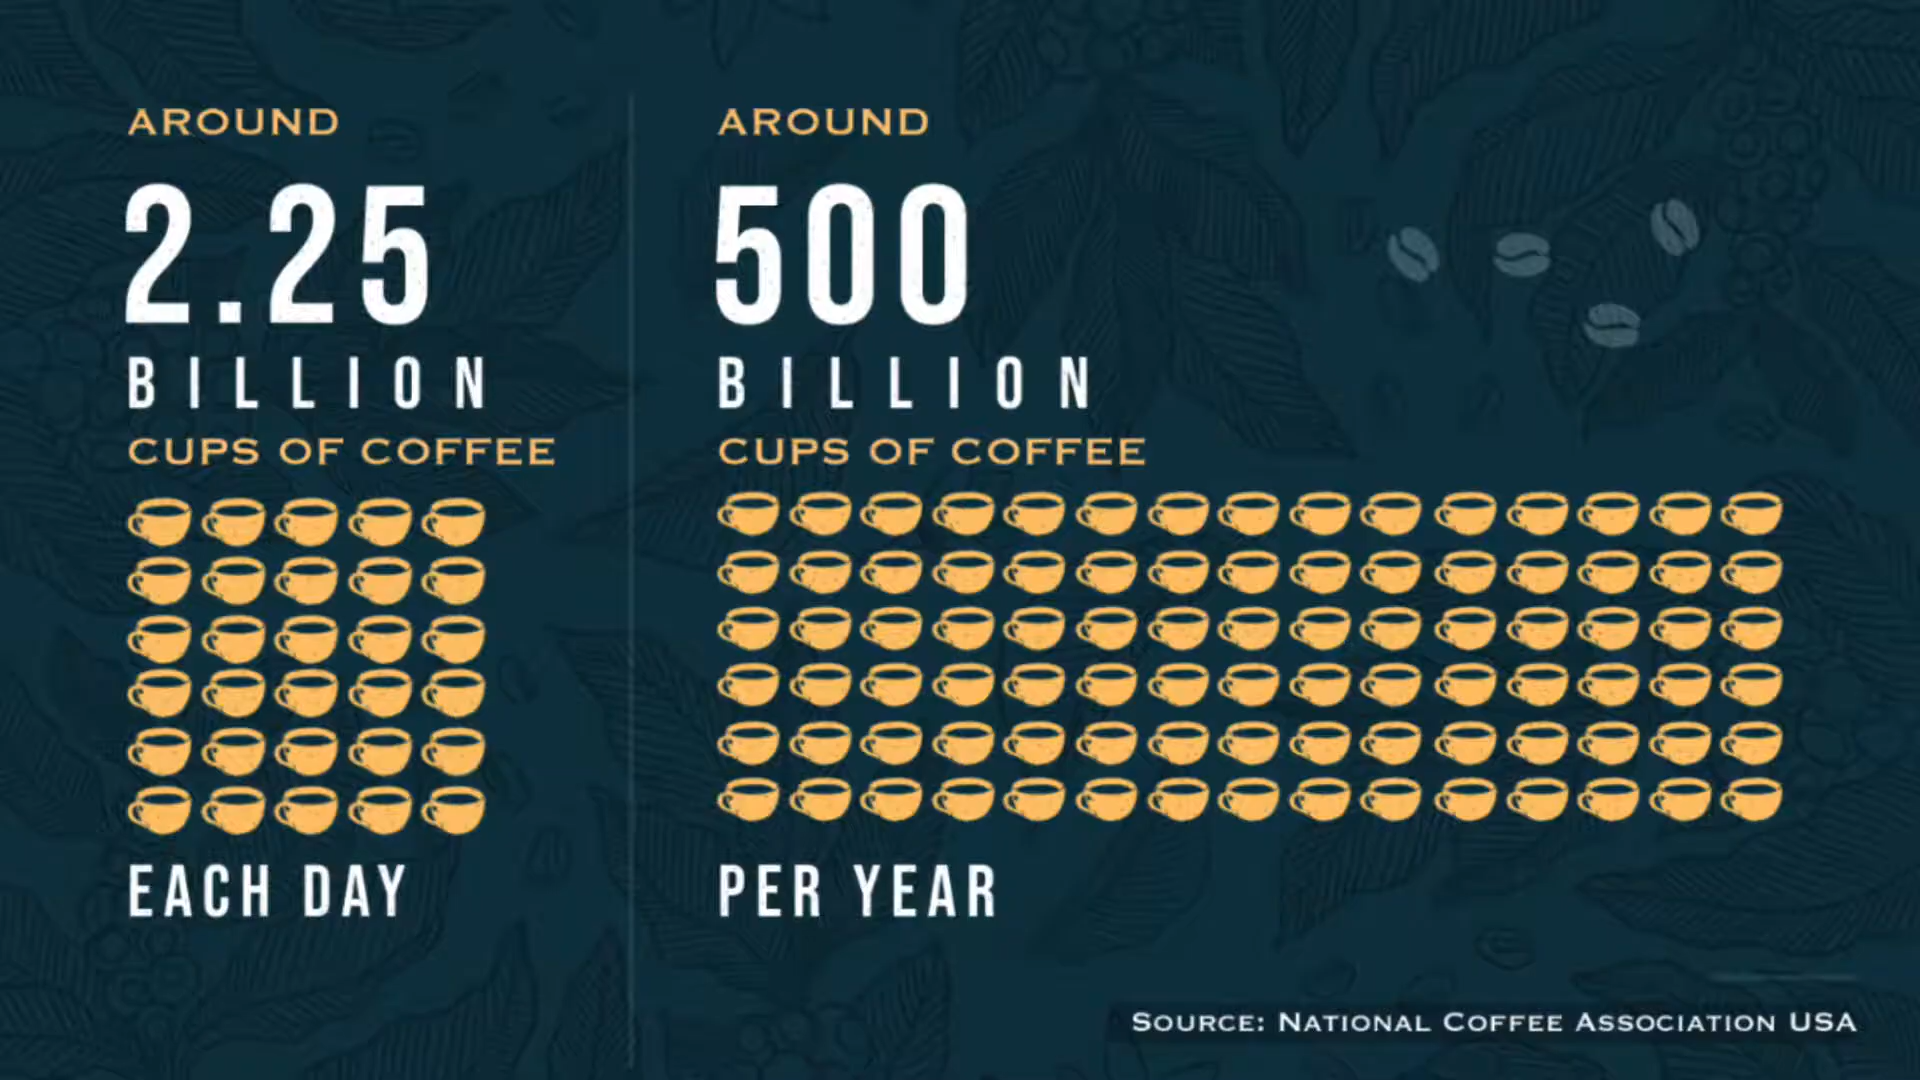 AROUND
2.25
BILLION
CUPS OF COFFEE
EACH DAY
AROUND
500
BILLION
CUPS OF COFFEE
PER YEAR
SOURCE: NATIONAL COFFEE ASSOCIATION USA